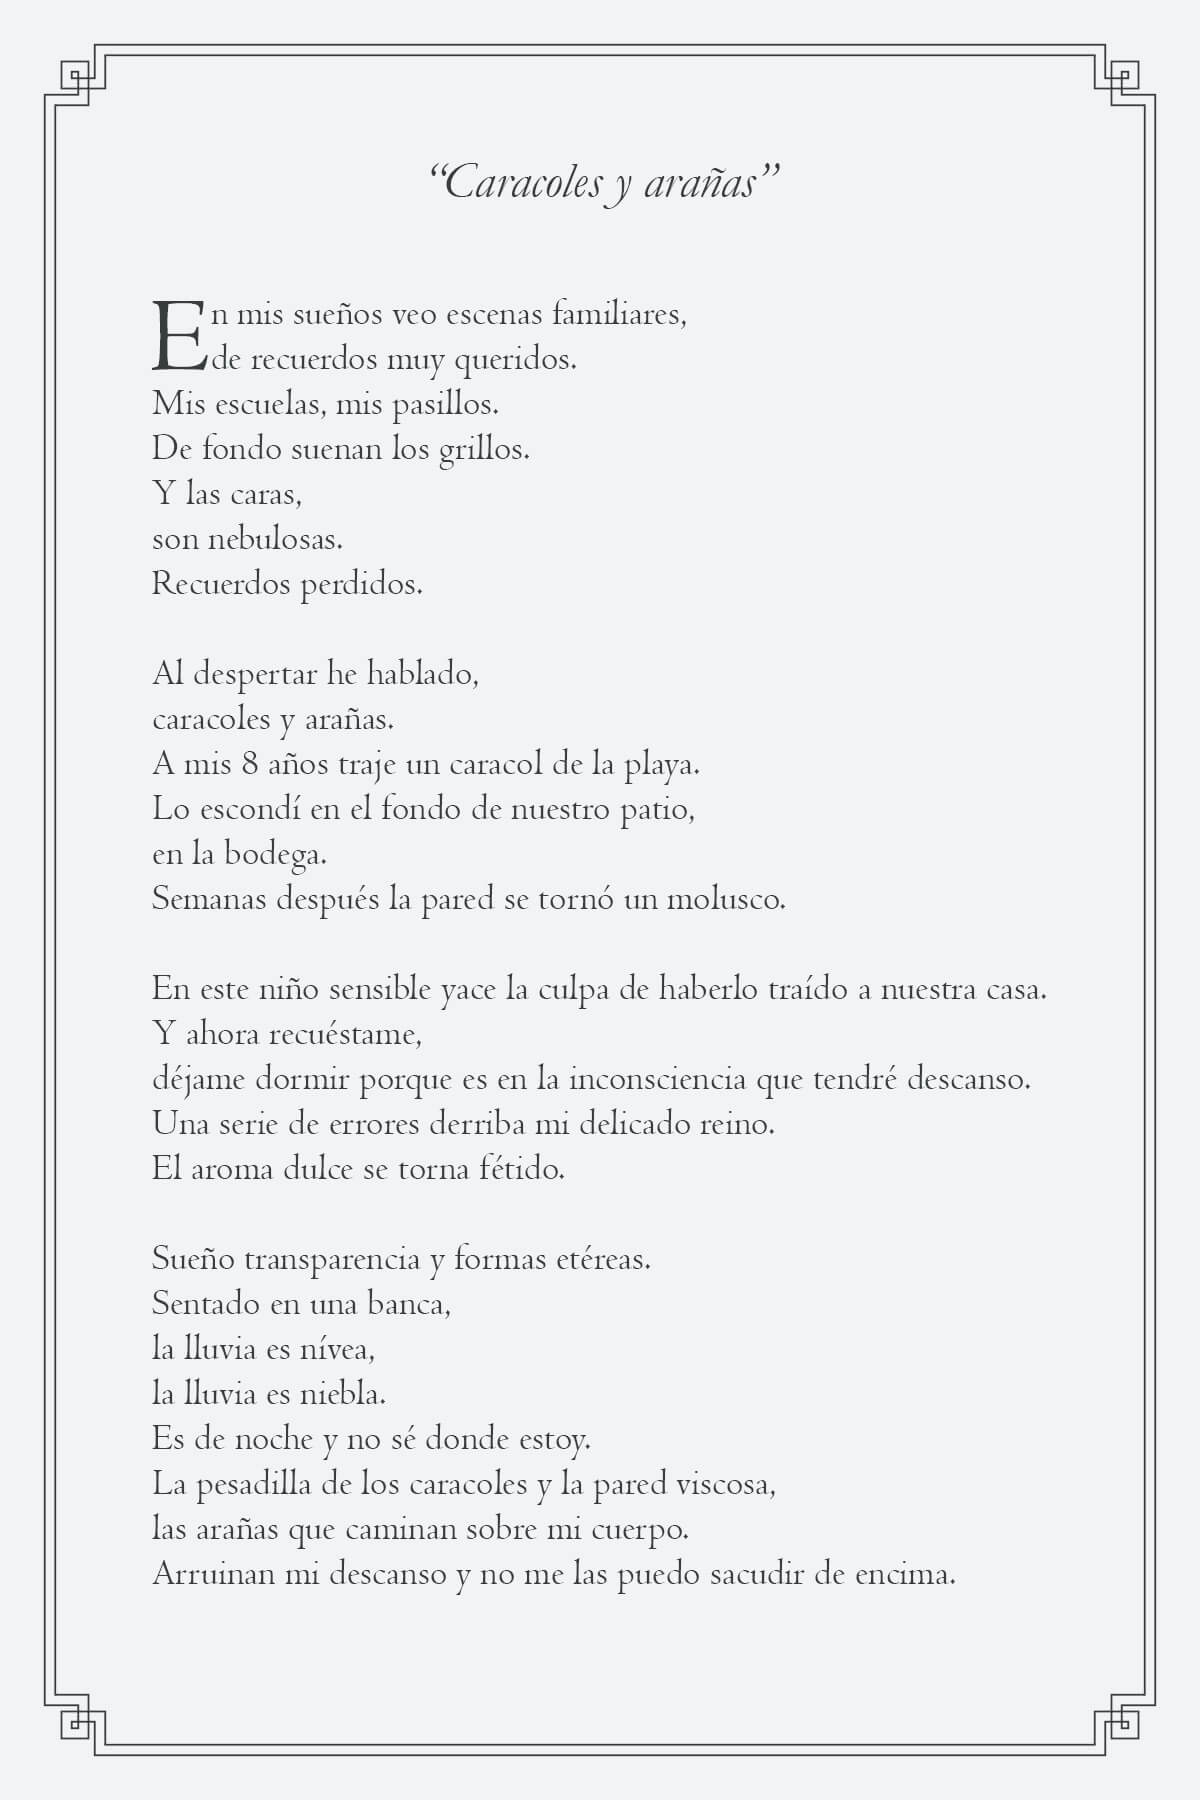 “Caracoles y arañas”
En mis sueños veo escenas familiares,
de recuerdos muy queridos.
Mis escuelas, mis pasillos.
De fondo suenan los grillos.
Y las caras,
son nebulosas.
Recuerdos perdidos.
Al despertar he hablado,
caracoles y arañas.
A mis 8 años traje un caracol de la playa.
Lo escondí en el fondo de nuestro patio,
en la bodega.
Semanas después la pared se tornó un molusco.
En este niño sensible yace la culpa de haberlo traído a nuestra casa.
Y ahora recuéstame,
déjame dormir porque es en la inconsciencia que tendré descanso.
Una serie de errores derriba mi delicado reino.
El aroma dulce se torna fétido.
Sueño transparencia y formas etéreas.
Sentado en una banca,
la lluvia es nívea,
la lluvia es niebla.
Es de noche y no sé donde estoy.
La pesadilla de los caracoles y la pared viscosa,
las arañas que caminan sobre mi cuerpo.
Arruinan mi descanso y no me las puedo sacudir de encima.